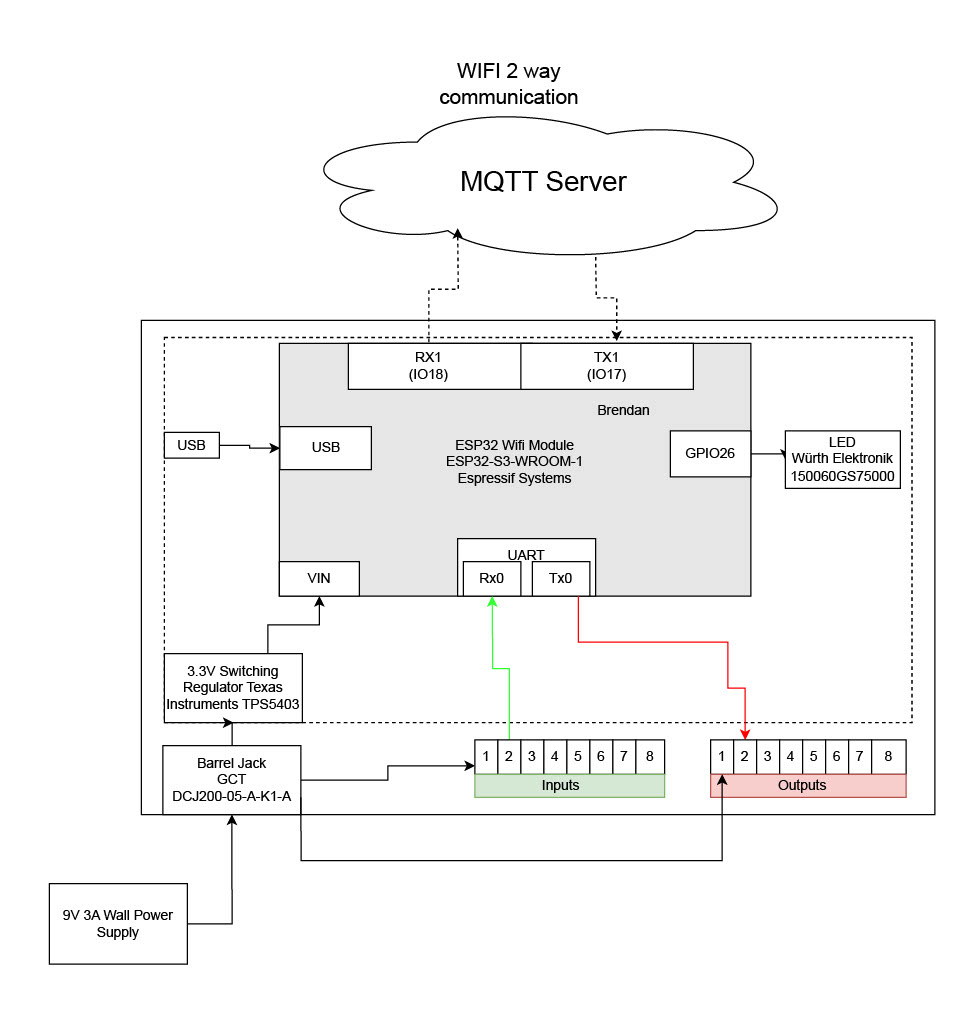 WIFI 2 way
communication
MQTT Server
RX1
(IO18)
TX1
(IO17)
Brendan
USB
USB
ESP32 Wifi Module
ESP32-S3-WROOM-1
Espressif Systems
GPIO26
LED
Würth Elektronik
150060GS75000
UART
VIN
Rx0
Tx0
3.3V Switching
Regulator Texas
Instruments TPS5403
Barrel Jack
GCT
DCJ200-05-A-K1-A
1 2 3 4 5 6 7 8
Inputs
1 2 3 4 5 6 7 8
Outputs
9V 3A Wall Power
Supply